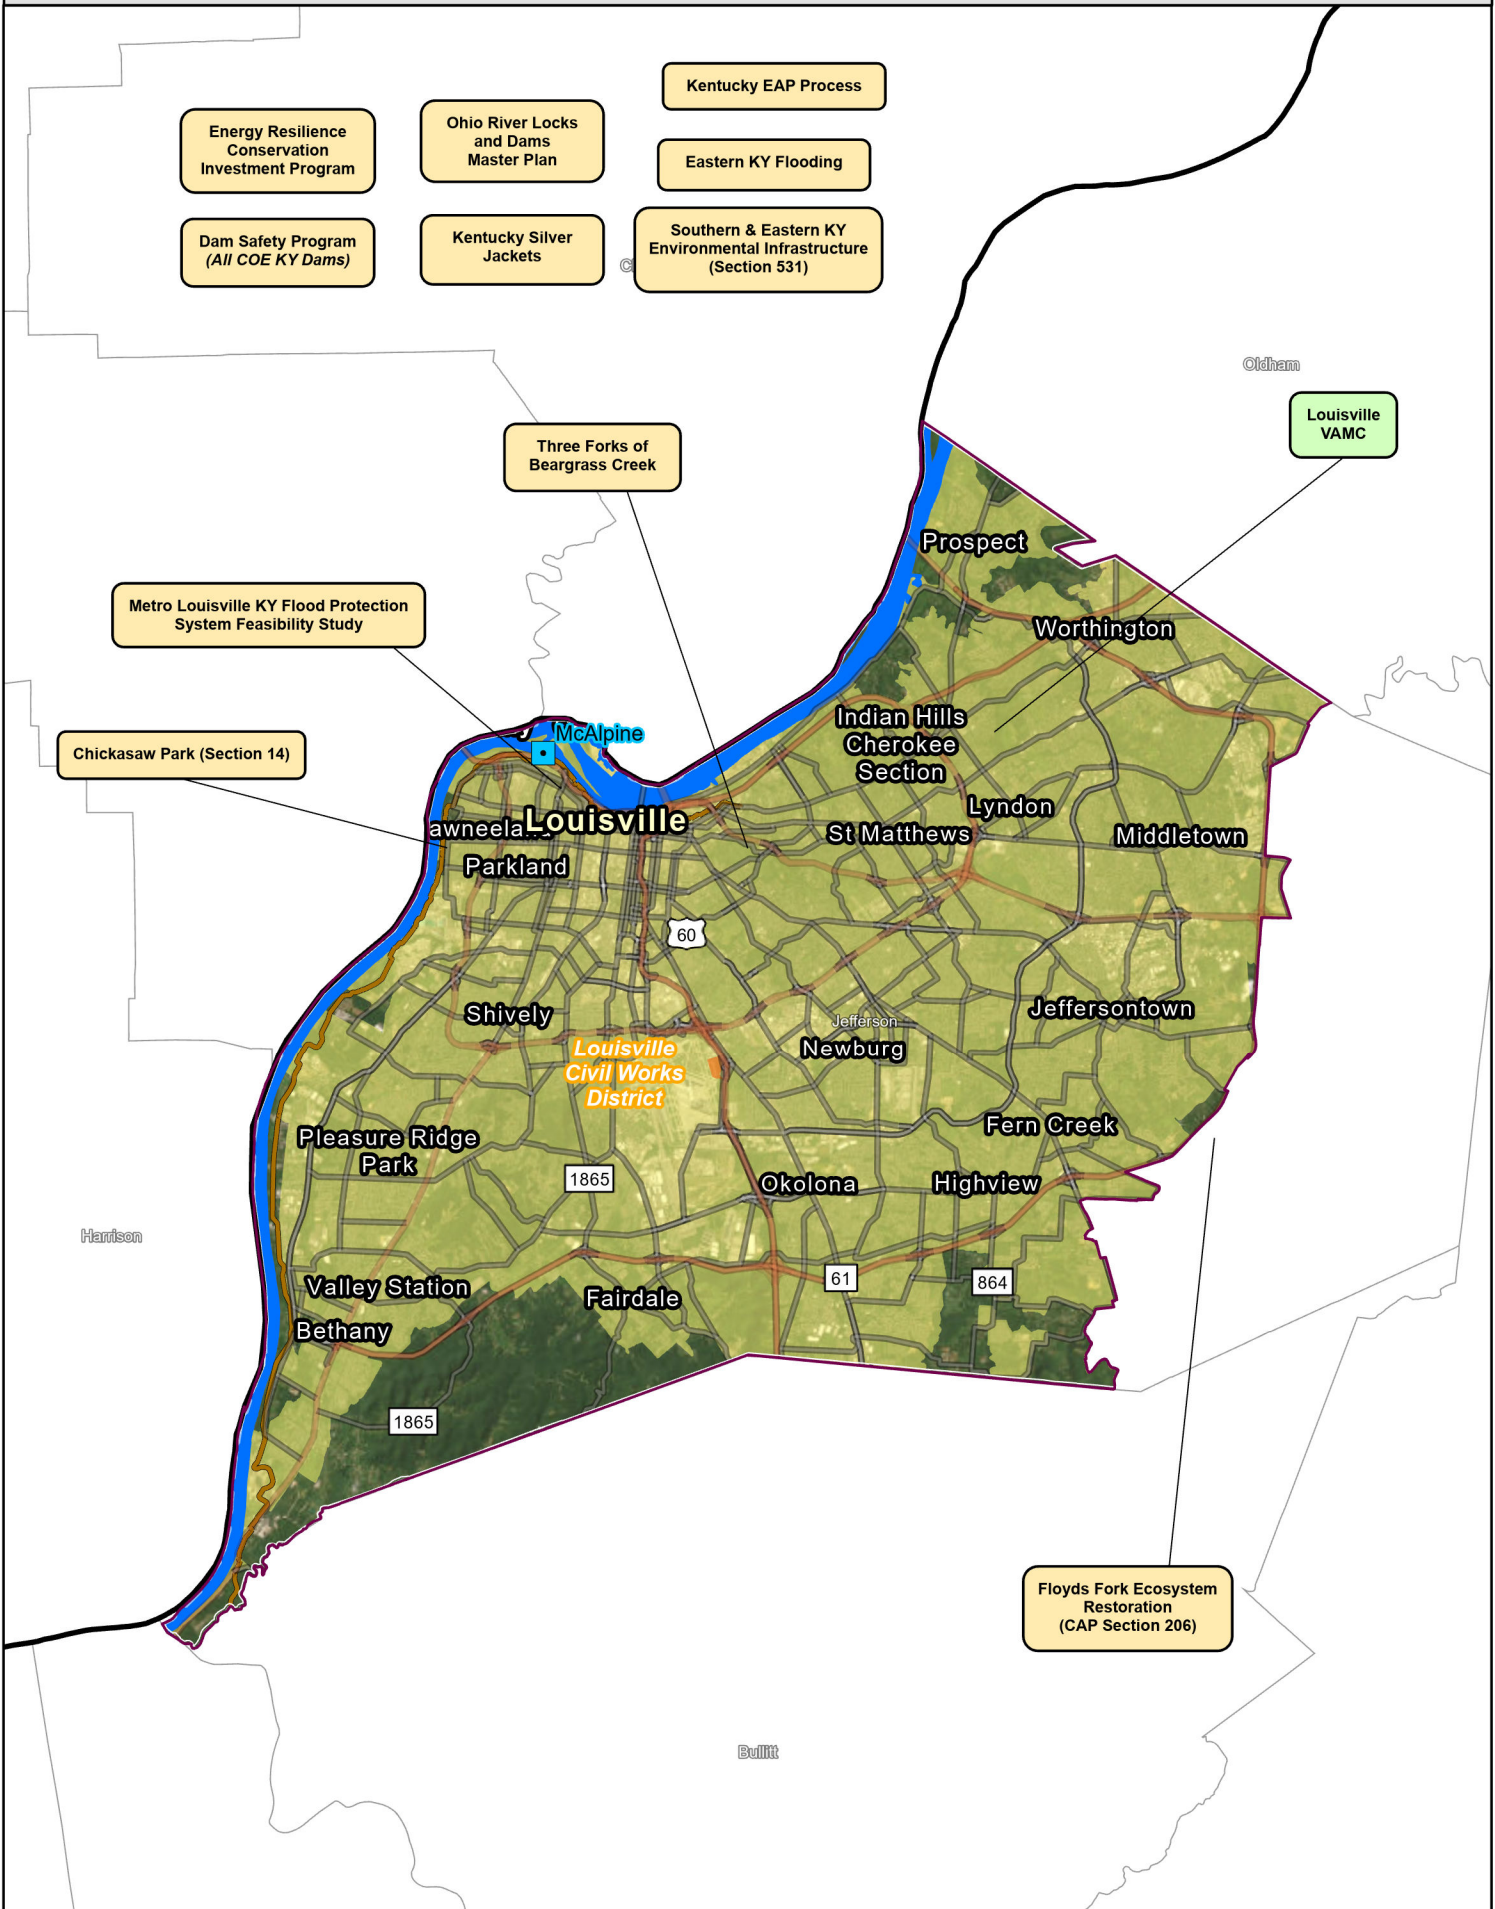 Kentucky EAP Process
Energy Resilience
Conservation
Investment Program
Ohio River Locks
and Dams
Master Plan
Eastern KY Flooding
Dam Safety Program
(All COE KY Dams)
Kentucky Silver
Jackets
Southern & Eastern KY
Environmental Infrastructure
(Section 531)
Oldham
Louisville
VAMC
Three Forks of
Beargrass Creek
Prospect
Metro Louisville KY Flood Protection
System Feasibility Study
Worthington
Indian Hills
Cherokee
Section
McAlpine
Chickasaw Park (Section 14)
Lyndon
Louisville
St Matthews
Middletown
Parkland
60
Shively
Jeffersontown
Jefferson
Newburg
Louisville
Civil Works
District
Fern Creek
Pleasure Ridge
Park
1865
Okolona
Highview
Harrison
61
864
Valley Station
Fairdale
Bethany
1865
Floyds Fork Ecosystem
Restoration
(CAP Section 206)
Bullitt